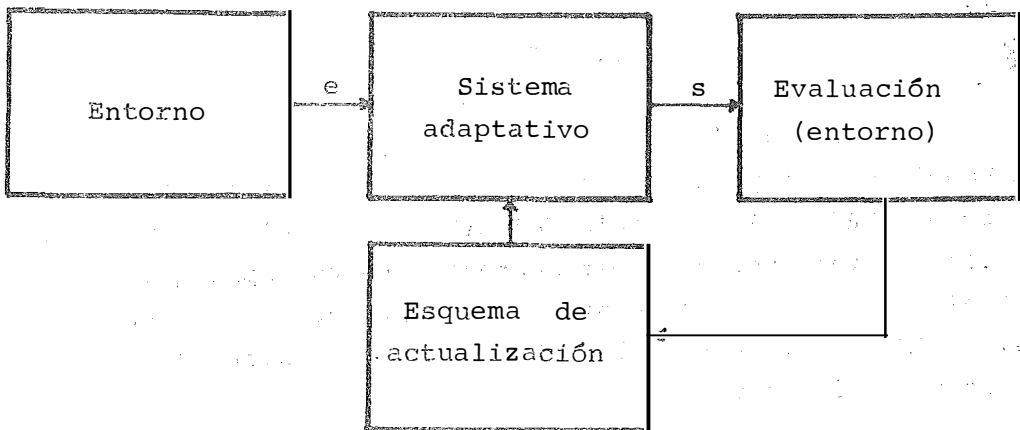 Entorno
e
Sistema
adaptativo
s
Evaluación
(entorno)
Esquema de
actualización